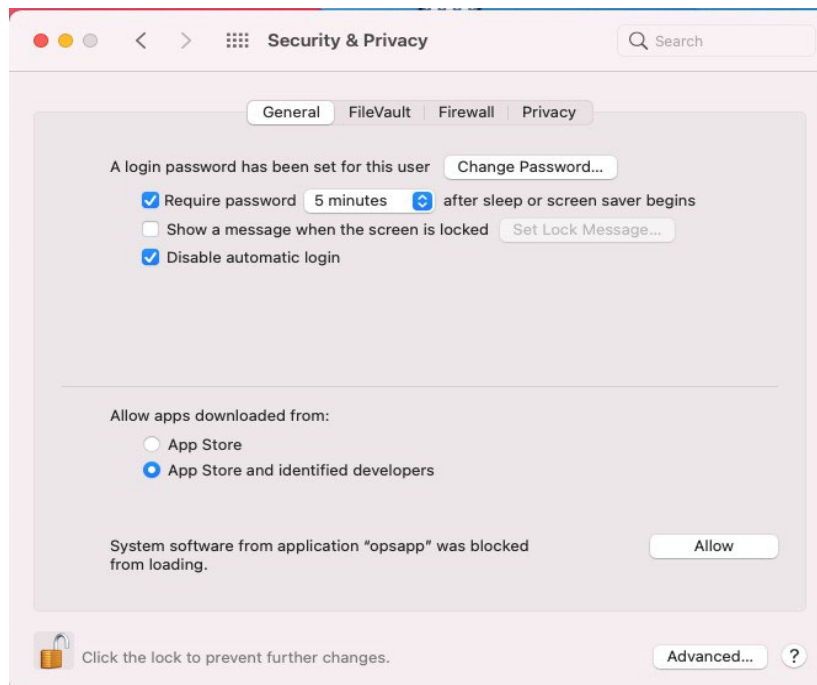 Security & Privacy
Search
General FileVault Firewall Privacy
A login password has been set for this user Change Password...
Require password 5 minutes after sleep or screen saver begins
Show a message when the screen is locked Set Lock Message...
Disable automatic login
Allow apps downloaded from:
App Store
App Store and identified developers
System software from application “opsapp” was blocked
from loading.
Allow
Click the lock to prevent further changes.
Advanced... ?